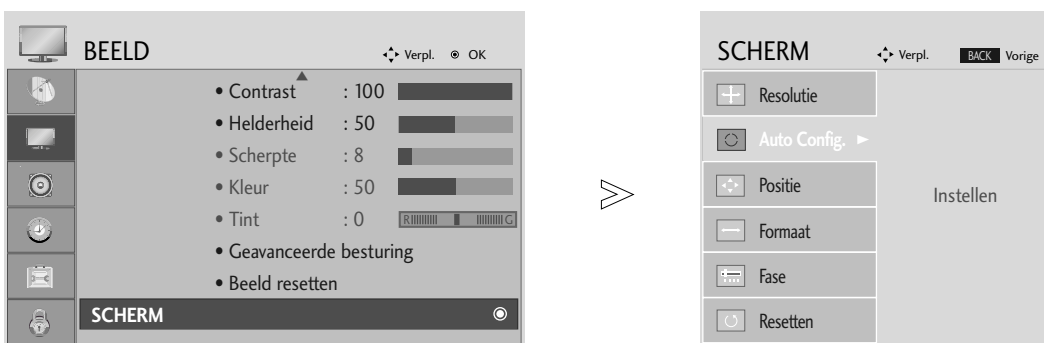 BEELD Verpl. OK
• Contrast : 100
• Helderheid : 50
• Scherpte : 8
• Kleur : 50
• Tint : 0 R G
• Geavanceerde besturing
• Beeld resetten
SCHERM
SCHERM Verpl. BACK Vorige
Resolutie
Auto Config. ►
Positie
Formaat
Fase
Resetten
Instellen